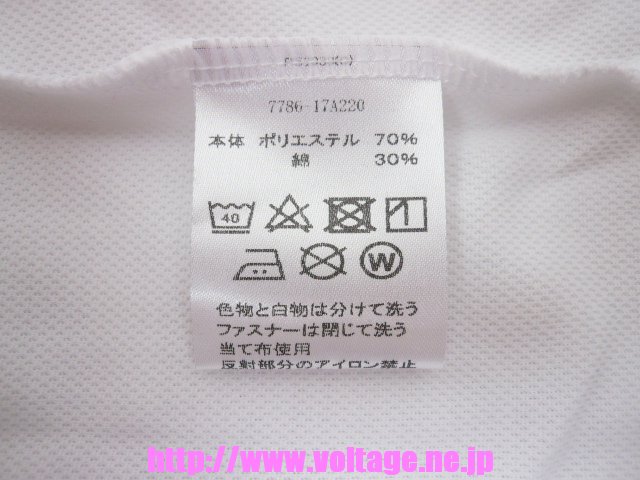 7786-17A220
本体 ポリエステル 70%
綿 30%
40
W
色物と白物は分けて洗う
ファスナーは閉じて洗う
当て布使用
反射部分のアイロン禁止
http://www.voltage.ne.jp